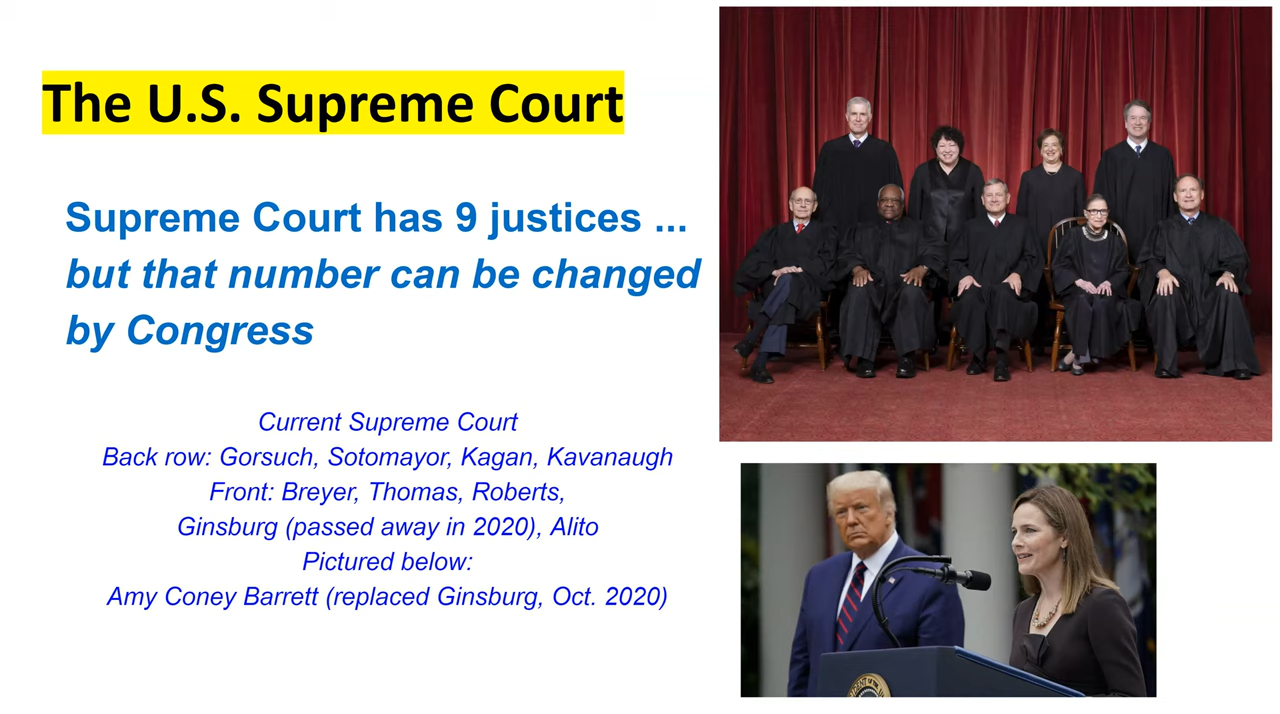 The U.S. Supreme Court
Supreme Court has 9 justices ...
but that number can be changed
by Congress
Current Supreme Court
Back row: Gorsuch, Sotomayor, Kagan, Kavanaugh
Front: Breyer, Thomas, Roberts,
Ginsburg (passed away in 2020), Alito
Pictured below:
Amy Coney Barrett (replaced Ginsburg, Oct. 2020)